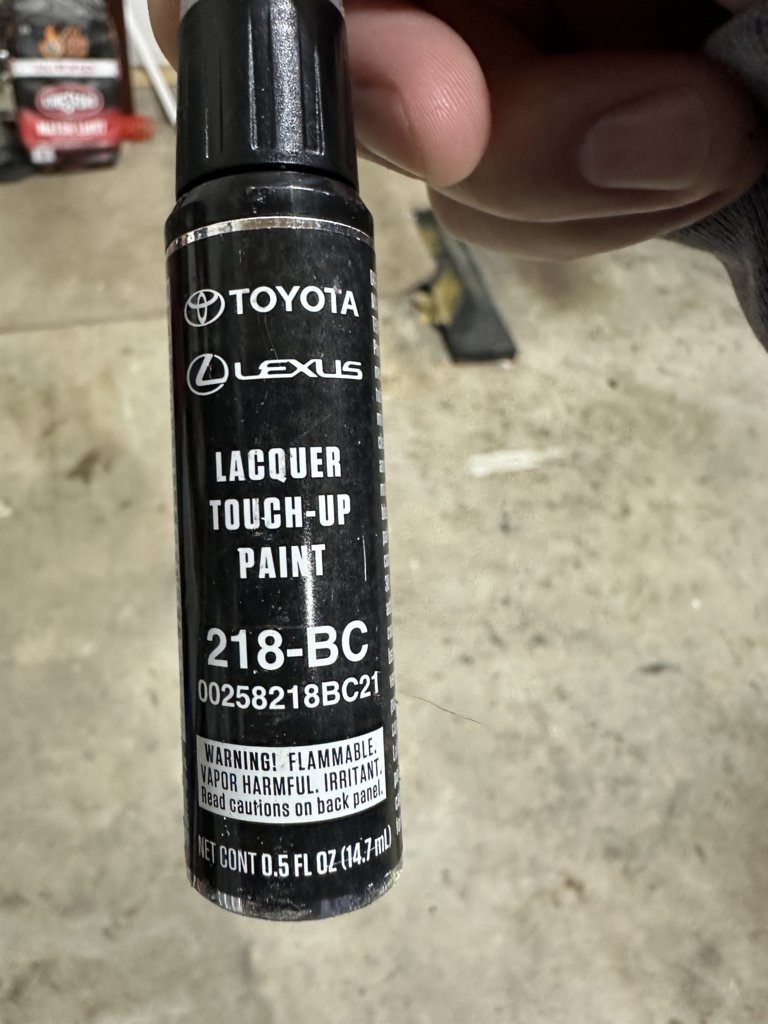 TOYOTA
LEXUS
LACQUER
TOUCH-UP
PAINT
218-BC
00258218BC21
WARNING! FLAMMABLE.
VAPOR HARMFUL. IRRITANT.
Read cautions on back panel.
NET CONT 0.5 FL OZ (14.7 mL)